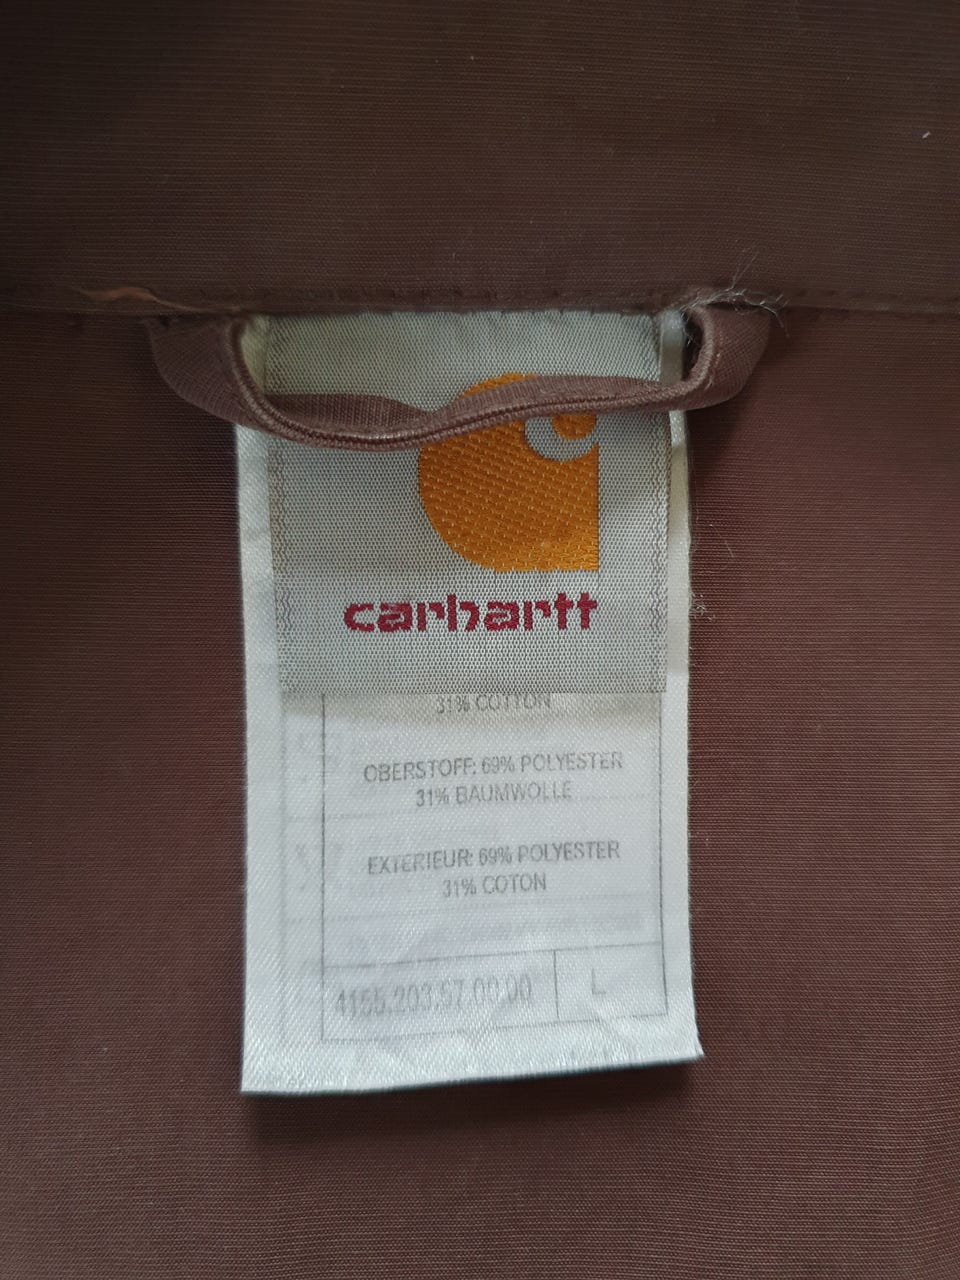 carhartt
31% COTTON
OBERSTOFF: 69% POLYESTER
31% BAUMWOLLE
EXTERIEUR: 69% POLYESTER
31% COTON
4155.203.57.00.00
L